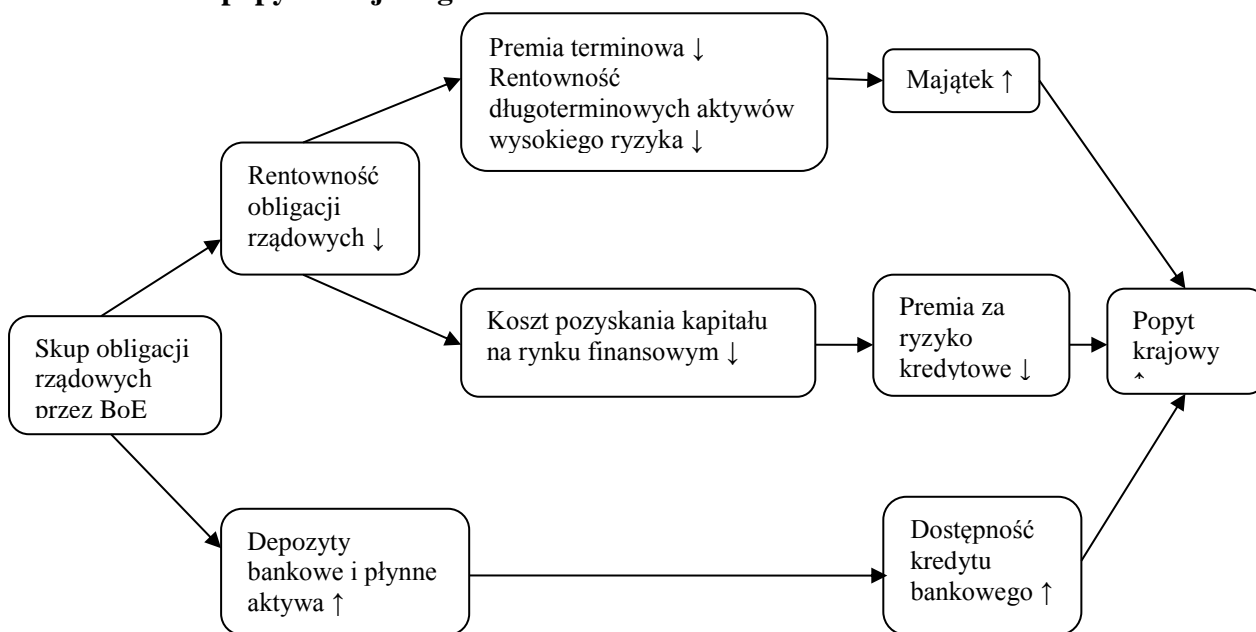 Premia terminowa ↓
Rentowność
długoterminowych aktywów
wysokiego ryzyka ↓
Majątek ↑
Rentowność
obligacji
rządowych ↓
Skup obligacji
rządowych
przez BoE
Koszt pozyskania kapitału
na rynku finansowym ↓
Premia za
ryzyko
kredytowe ↓
Popyt
krajowy
↑
Depozyty
bankowe i płynne
aktywa ↑
Dostępność
kredytu
bankowego ↑